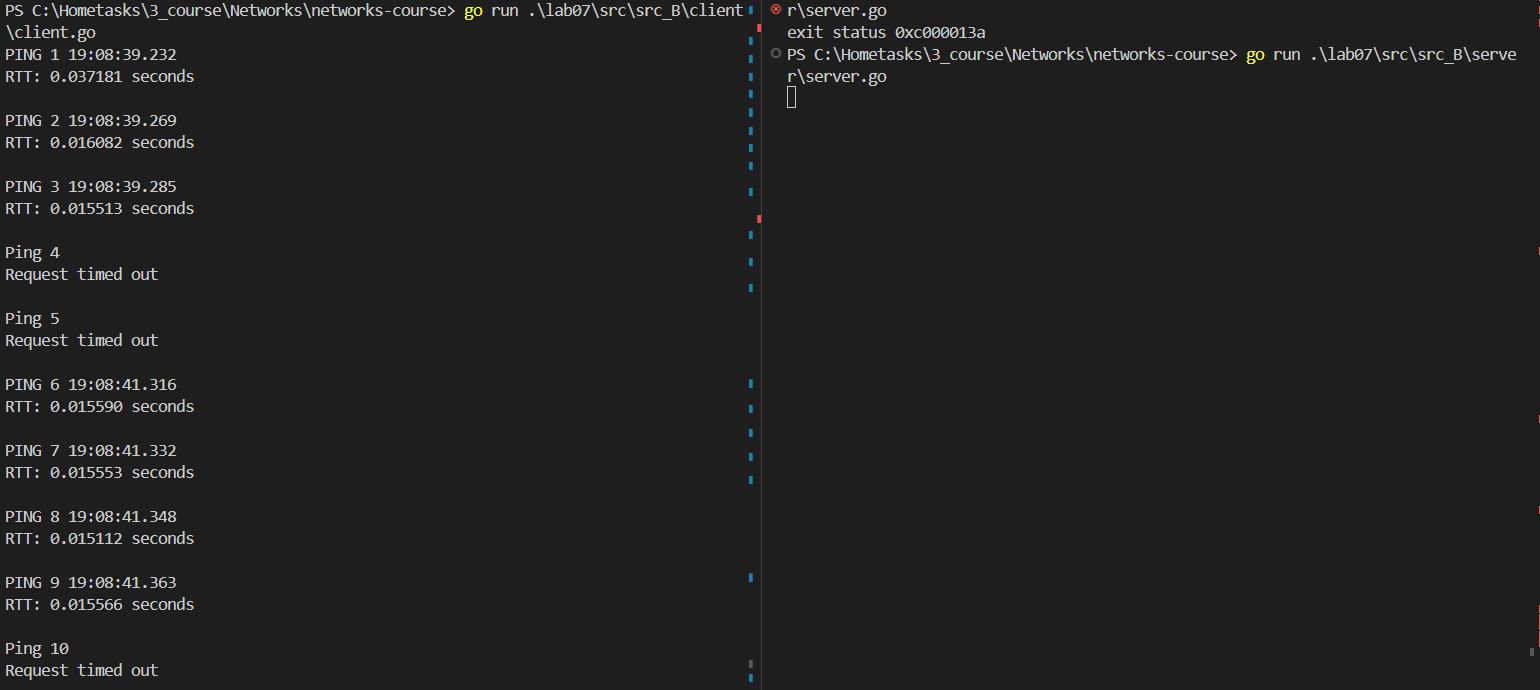 PS C:\Hometasks\3_course\Networks\networks-course> go run .\lab07\src\src_B\client
\client.go
PING 1 19:08:39.232
RTT: 0.037181 seconds
PING 2 19:08:39.269
RTT: 0.016082 seconds
PING 3 19:08:39.285
RTT: 0.015513 seconds
Ping 4
Request timed out
Ping 5
Request timed out
PING 6 19:08:41.316
RTT: 0.015590 seconds
PING 7 19:08:41.332
RTT: 0.015553 seconds
PING 8 19:08:41.348
RTT: 0.015112 seconds
PING 9 19:08:41.363
RTT: 0.015566 seconds
Ping 10
Request timed out
r\server.go
exit status 0xc000013a
PS C:\Hometasks\3_course\Networks\networks-course> go run .\lab07\src\src_B\serve
r\server.go